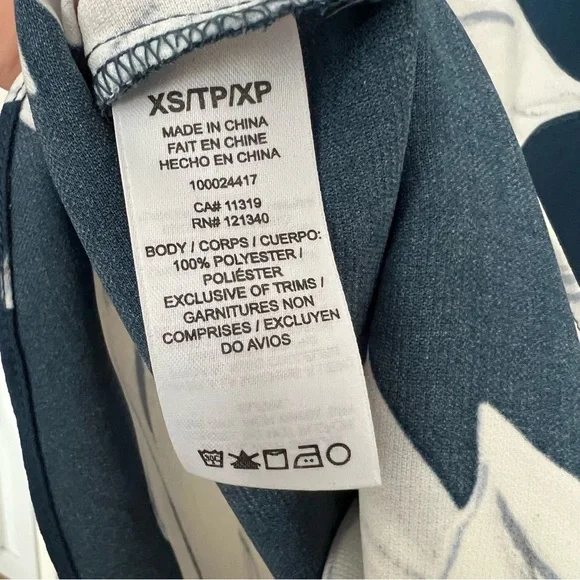 XS/TP/XP
MADE IN CHINA
FAIT EN CHINE
HECHO EN CHINA
100024417
CA# 11319
RN# 121340
BODY / CORPS / CUERPO:
100% POLYESTER /
POLIÉSTER
EXCLUSIVE OF TRIMS /
GARNITURES NON
COMPRISES / EXCLUYEN
DO AVIOS
30C